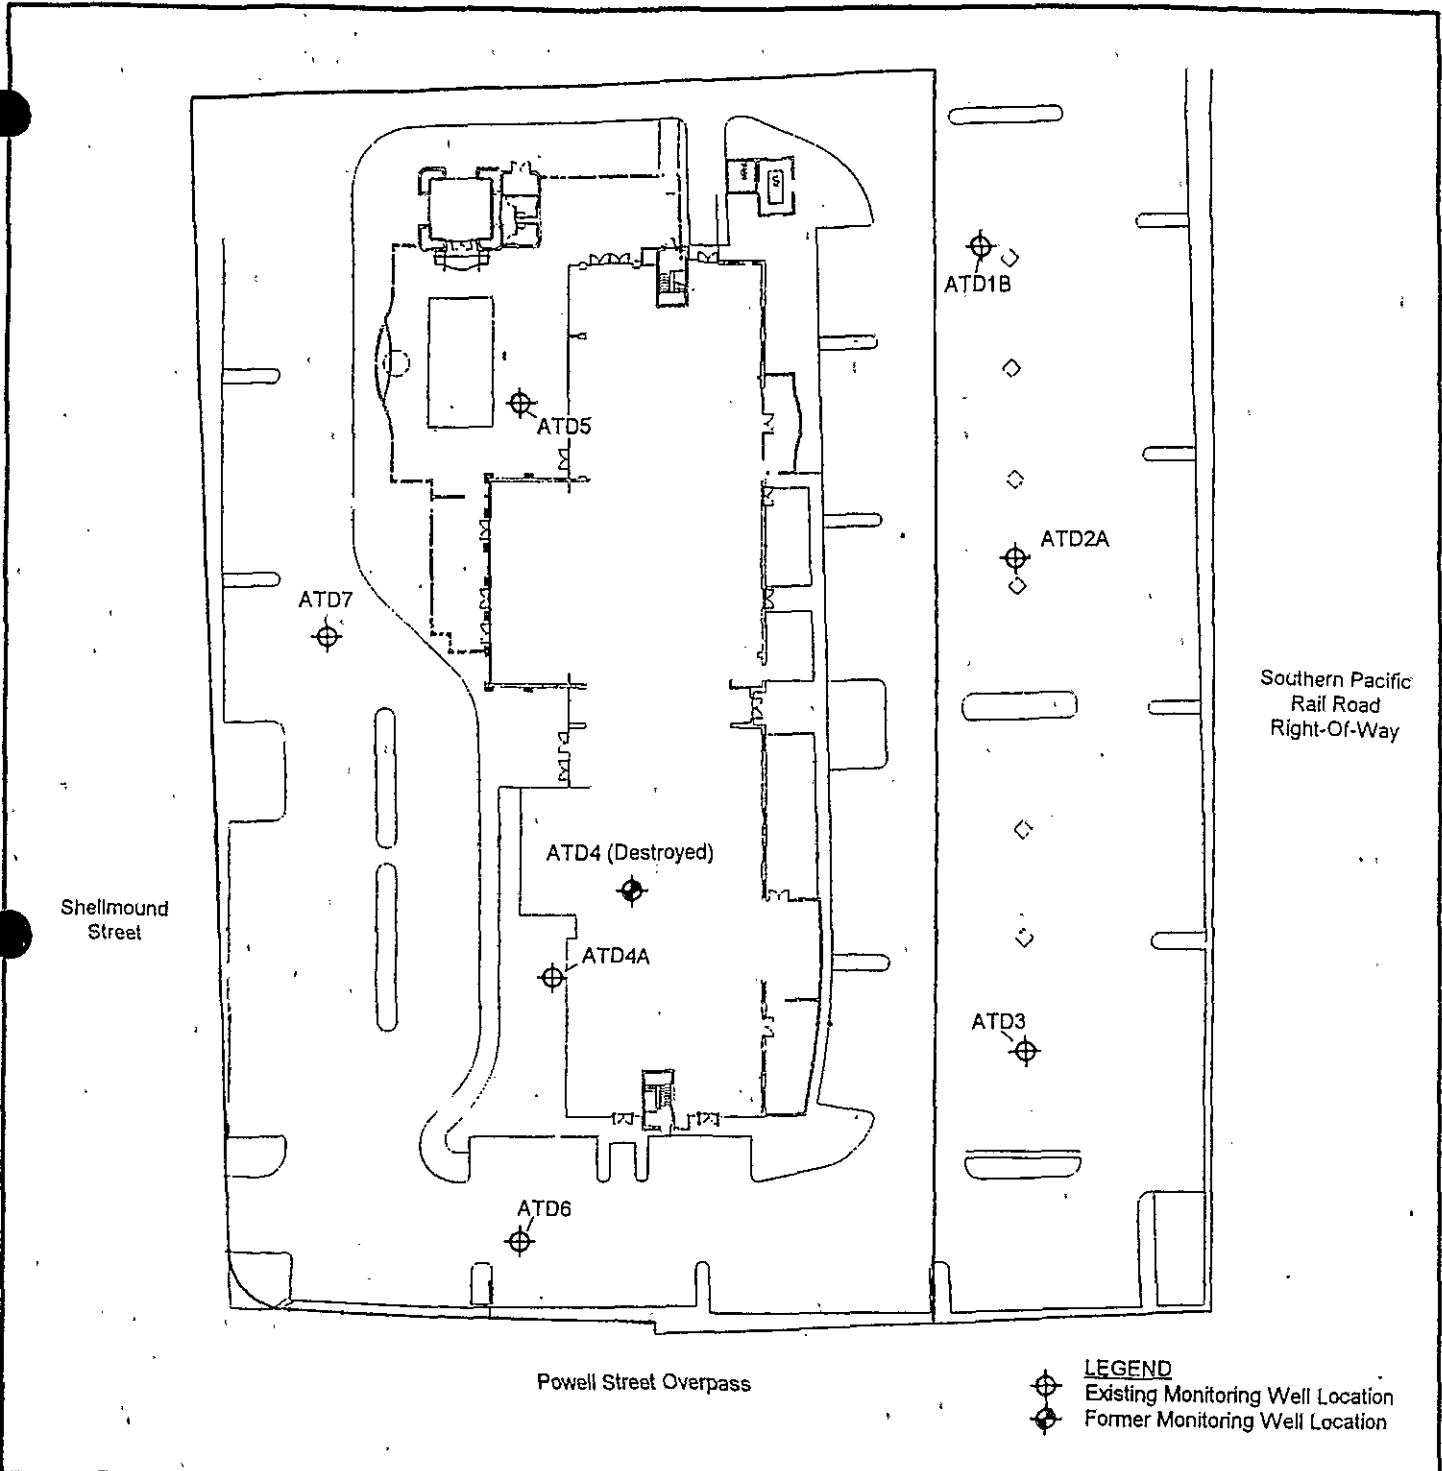 ATD1B
ATD5
ATD2A
ATD7
Southern Pacific
Rail Road
Right-Of-Way
ATD4 (Destroyed)
Shellmound
Street
ATD4A
ATD3
ATD6
Powell Street Overpass
LEGEND
Existing Monitoring Well Location
Former Monitoring Well Location